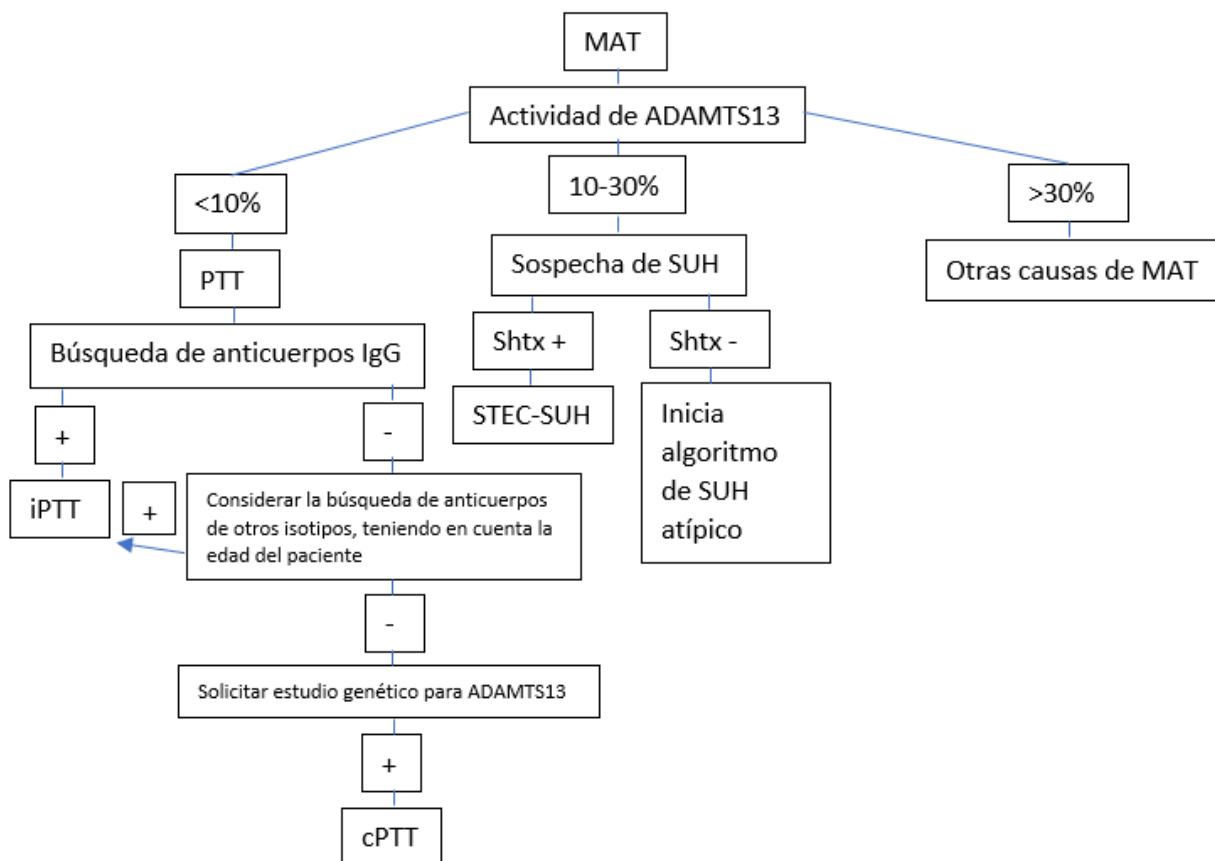 MAT
Actividad de ADAMTS13
<10%
10-30%
>30%
PTT
Sospecha de SUH
Otras causas de MAT
Búsqueda de anticuerpos IgG
Shtx +
Shtx -
+
-
STEC-SUH
Inicia
algoritmo
de SUH
atípico
iPTT
+
Considerar la búsqueda de anticuerpos
de otros isotipos, teniendo en cuenta la
edad del paciente
-
Solicitar estudio genético para ADAMTS13
+
cPTT